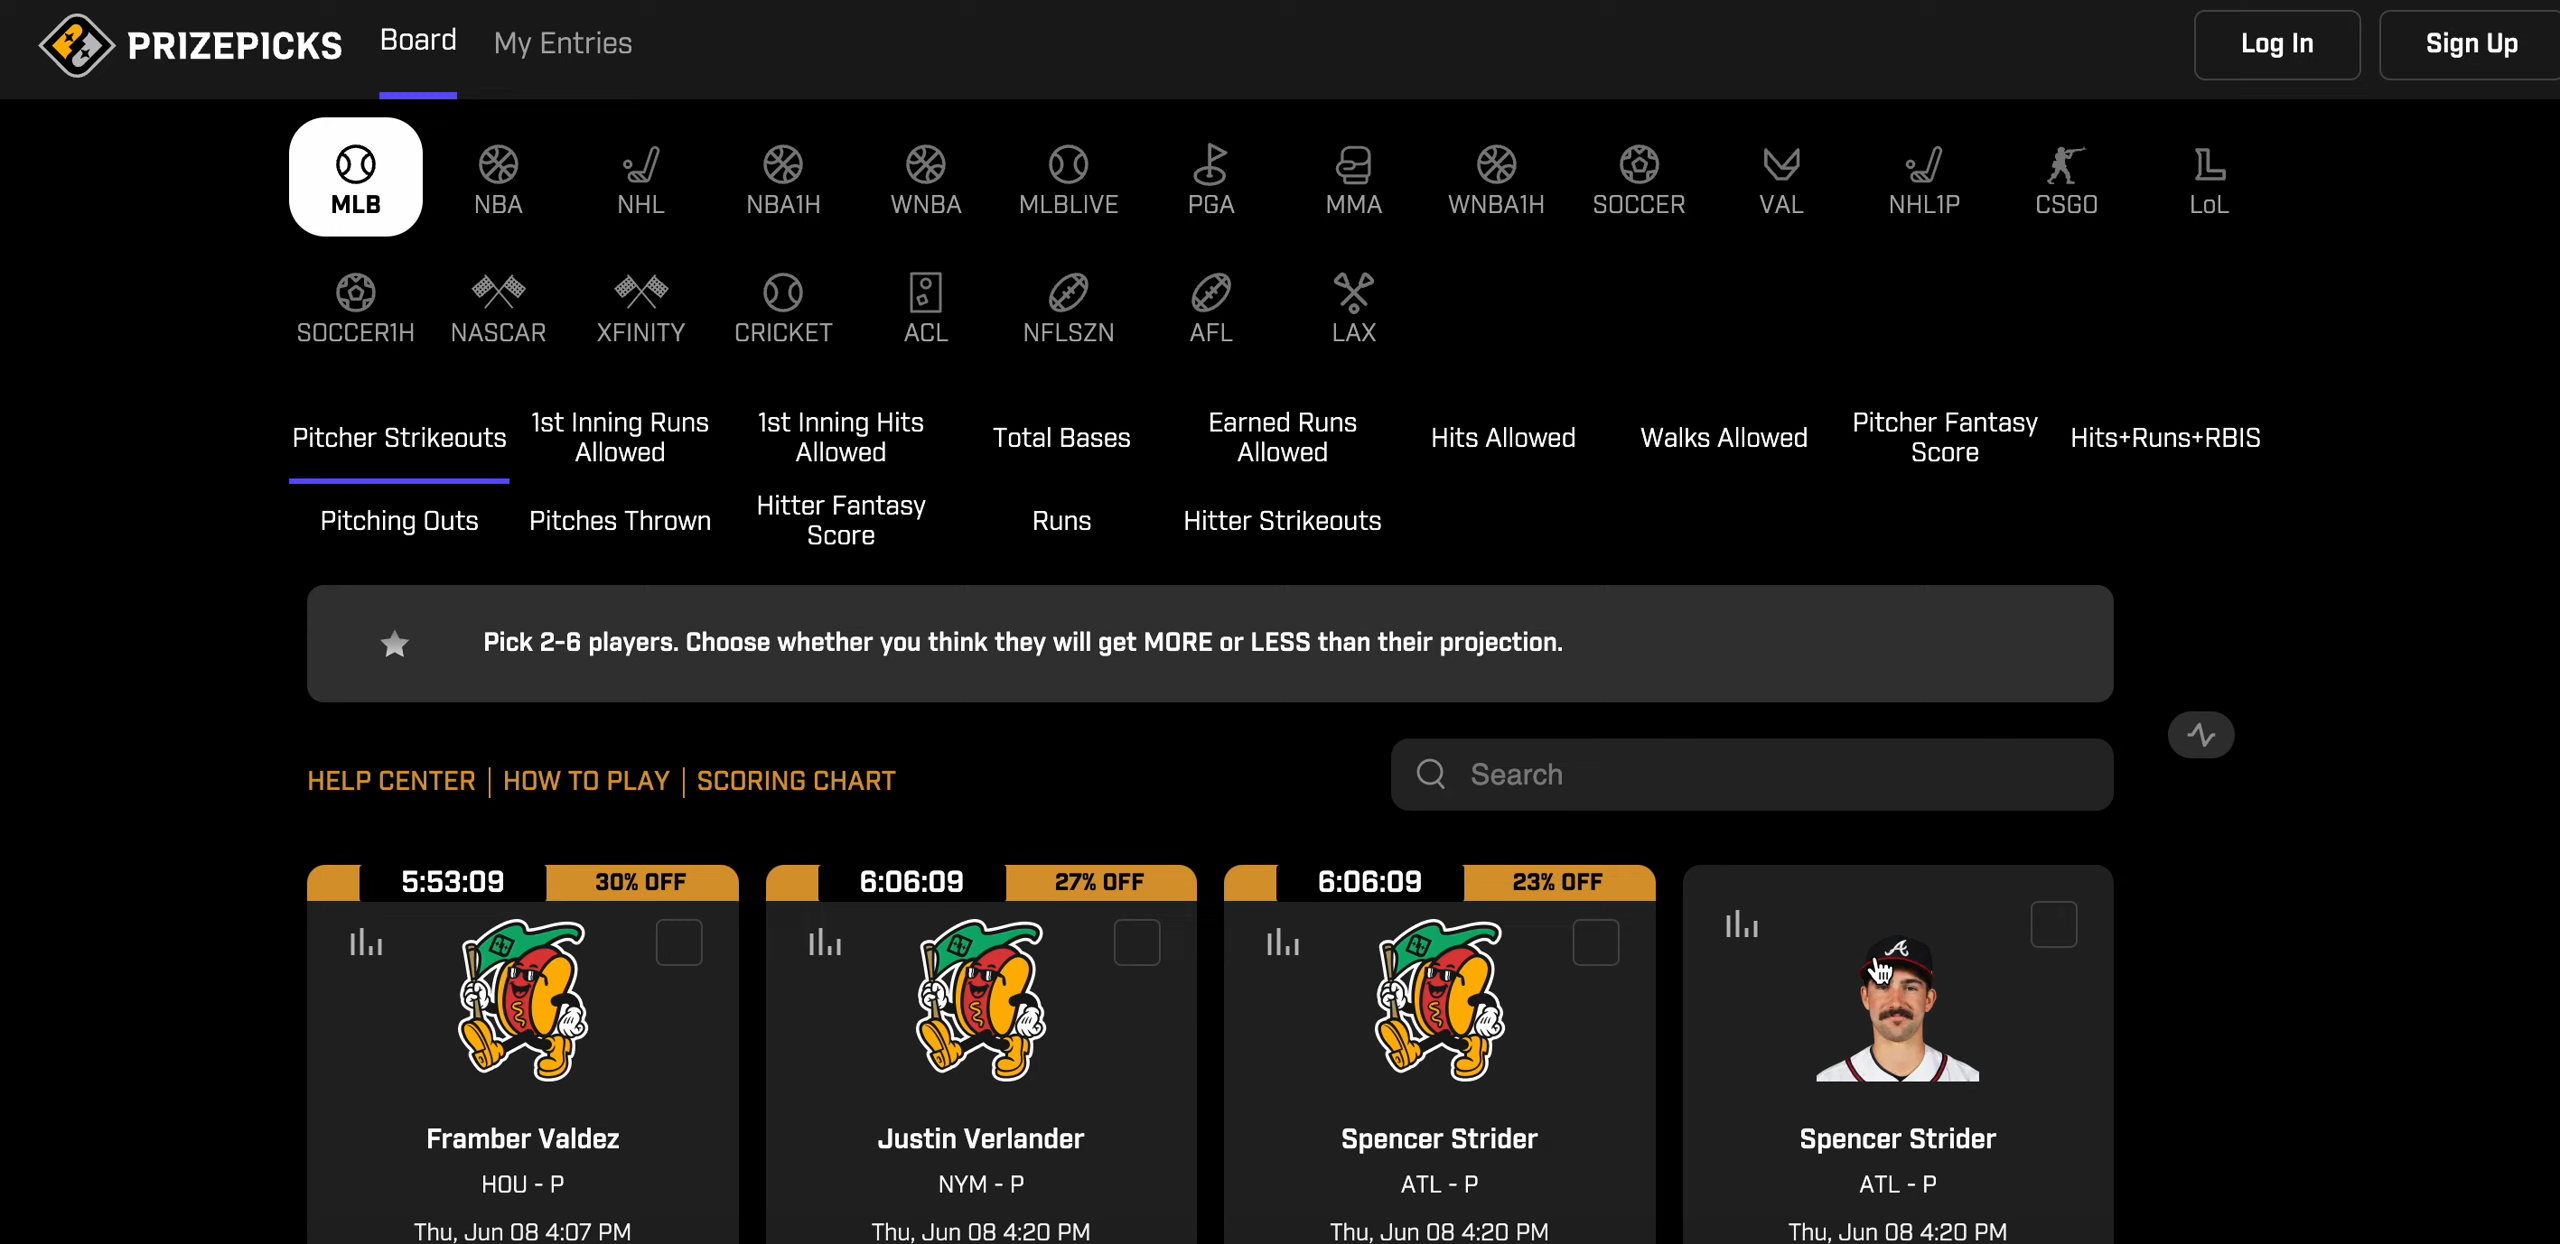 PRIZEPICKS
Board
My Entries
Log In
Sign Up
MLB
NBA
NHL
NBA1H
WNBA
MLBLIVE
PGA
MMA
WNBA1H
SOCCER
VAL
NHL1P
CSGO
LoL
SOCCER1H
NASCAR
XFINITY
CRICKET
ACL
NFLSZN
AFL
LAX
Pitcher Strikeouts
1st Inning Runs
Allowed
1st Inning Hits
Allowed
Total Bases
Earned Runs
Allowed
Hits Allowed
Walks Allowed
Pitcher Fantasy
Score
Hits+Runs+RBIS
Pitching Outs
Pitches Thrown
Hitter Fantasy
Score
Runs
Hitter Strikeouts
Pick 2-6 players. Choose whether you think they will get MORE or LESS than their projection.
HELP CENTER | HOW TO PLAY | SCORING CHART
Search
5:53:09
30% OFF
Framber Valdez
HOU - P
Thu, Jun 08 4:07 PM
6:06:09
27% OFF
Justin Verlander
NYM - P
Thu, Jun 08 4:20 PM
6:06:09
23% OFF
Spencer Strider
ATL - P
Thu, Jun 08 4:20 PM
A
Spencer Strider
ATL - P
Thu, Jun 08 4:20 PM